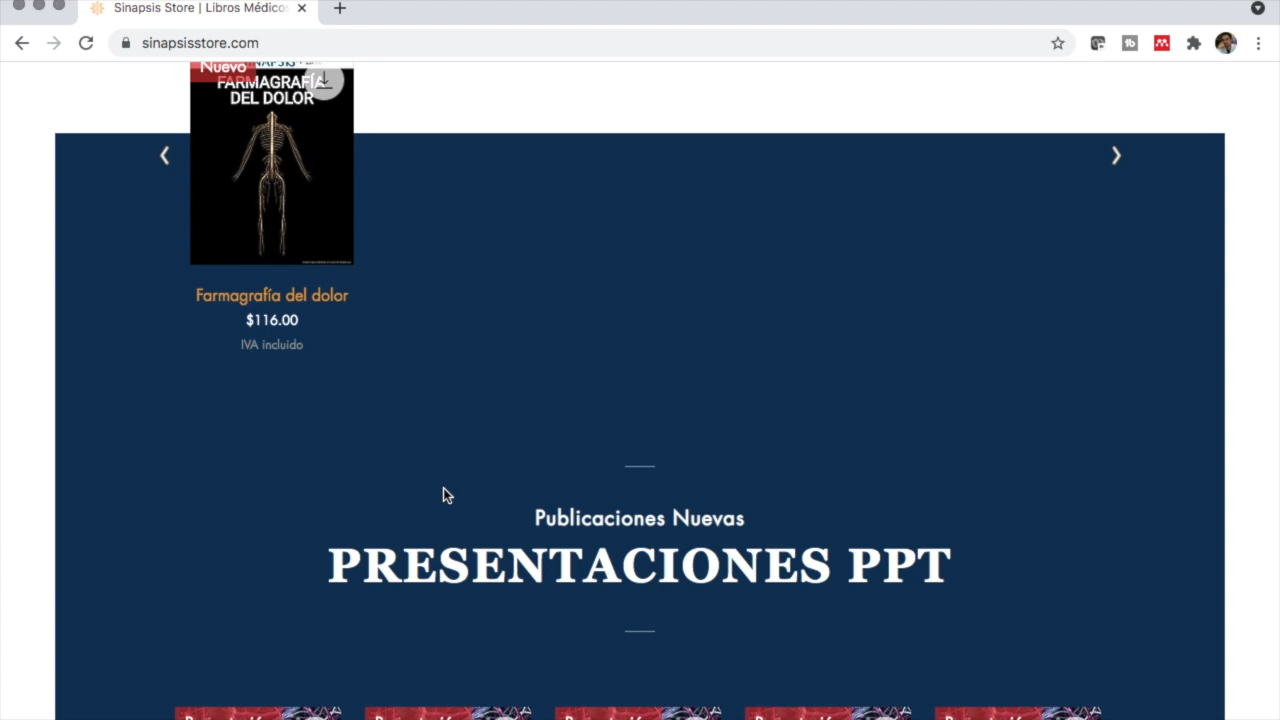 Sinapsis Store | Libros Médicos
sinapsisstore.com
Nuevo
FARMAGRAFÍA
DEL DOLOR
Farmagrafía del dolor
$116.00
IVA incluido
Publicaciones Nuevas
PRESENTACIONES PPT